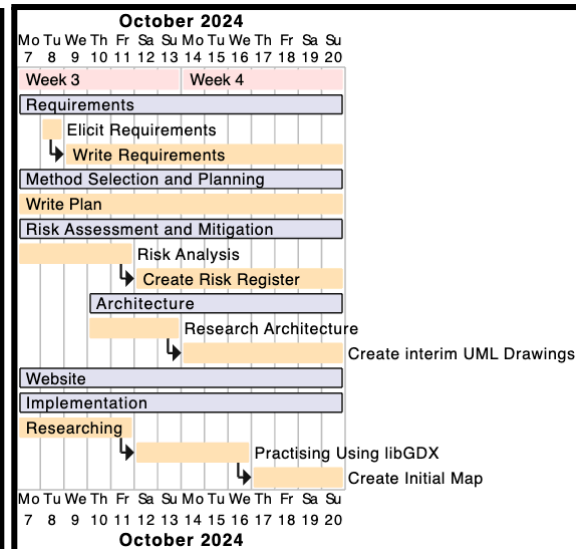 October 2024
Mo Tu We Th Fr Sa Su Mo Tu We Th Fr Sa Su
7 8 9 10 11 12 13 14 15 16 17 18 19 20
Week 3 Week 4
Requirements
Elicit Requirements
Write Requirements
Method Selection and Planning
Write Plan
Risk Assessment and Mitigation
Risk Analysis
Create Risk Register
Architecture
Research Architecture
Create interim UML Drawings
Website
Implementation
Researching
Practising Using libGDX
Create Initial Map
Mo Tu We Th Fr Sa Su Mo Tu We Th Fr Sa Su
7 8 9 10 11 12 13 14 15 16 17 18 19 20
October 2024